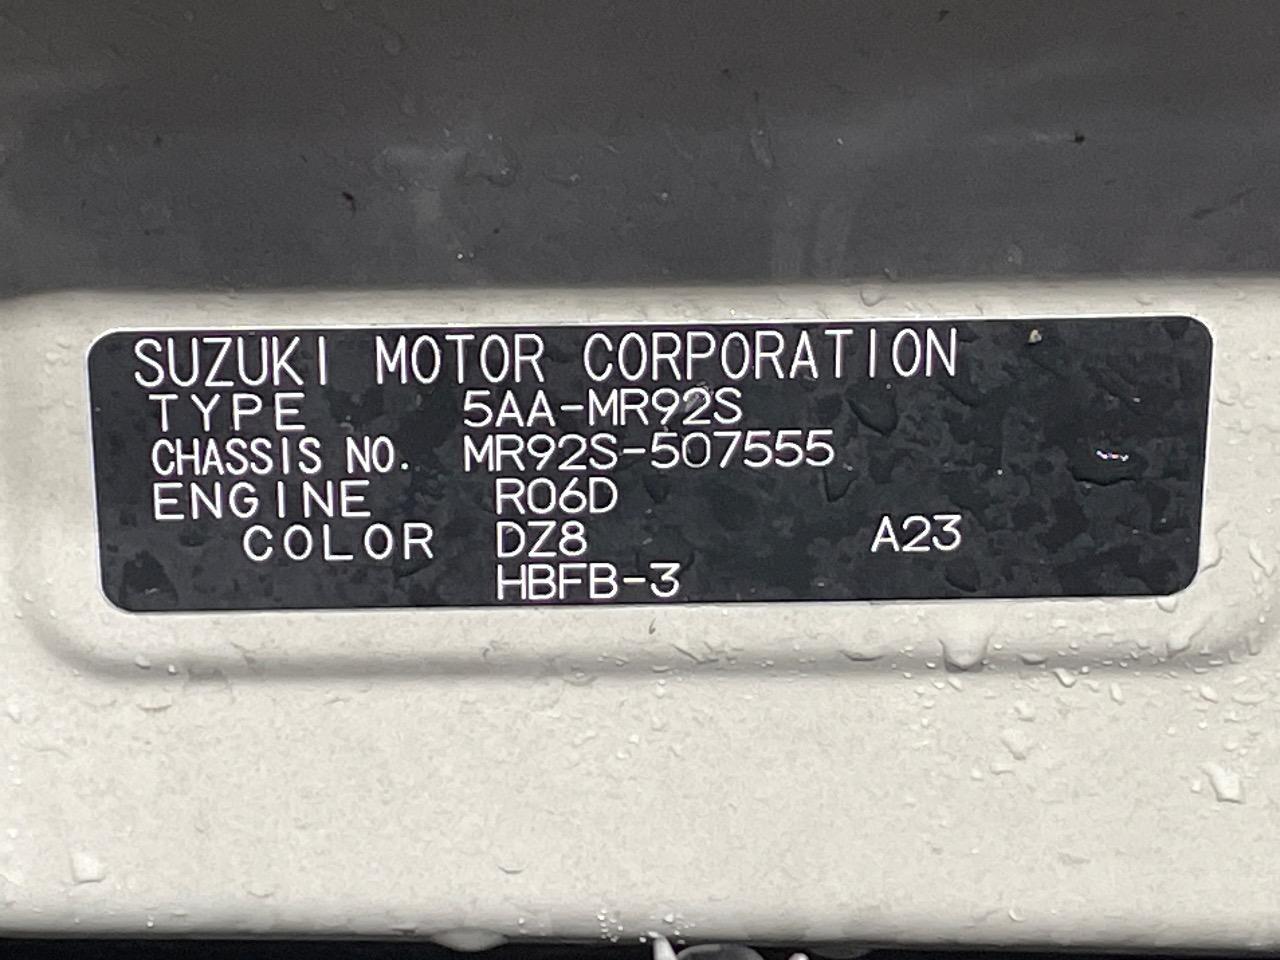 SUZUKI MOTOR CORPORATION
TYPE 5AA-MR92S
CHASSIS NO. MR92S-507555
ENGINE R06D
COLOR DZ8 A23
HBFB-3